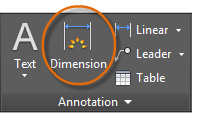 A
Text
Dimension
Linear
Leader
Table
Annotation